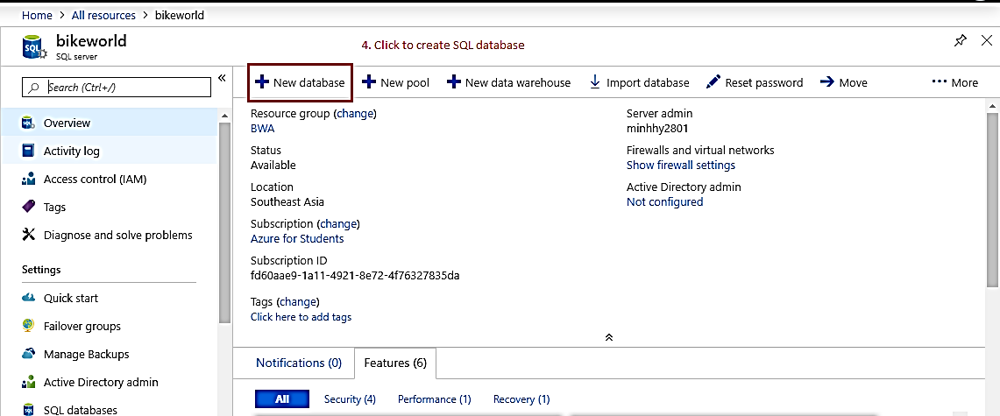 Home > All resources > bikeworld
bikeworld
SQL server
4. Click to create SQL database
Search (Ctrl+/)
«
New database
New pool
New data warehouse
Import database
Reset password
Move
More
Overview
Activity log
Access control (IAM)
Tags
Diagnose and solve problems
Settings
Quick start
Failover groups
Manage Backups
Active Directory admin
SQL databases
Resource group (change)
BWA
Status
Available
Location
Southeast Asia
Subscription (change)
Azure for Students
Subscription ID
fd60aae9-1a11-4921-8e72-4f76327835da
Tags (change)
Click here to add tags
Server admin
minhhy2801
Firewalls and virtual networks
Show firewall settings
Active Directory admin
Not configured
Notifications (0)
Features (6)
All
Security (4)
Performance (1)
Recovery (1)